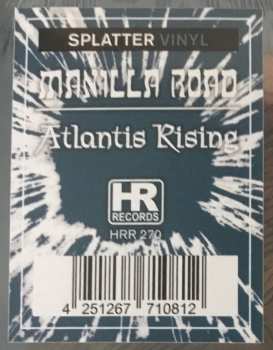 SPLATTER VINYL
MANILLA ROAD
Atlantis Rising
HR
RECORDS
HRR 270
4 251267 710812